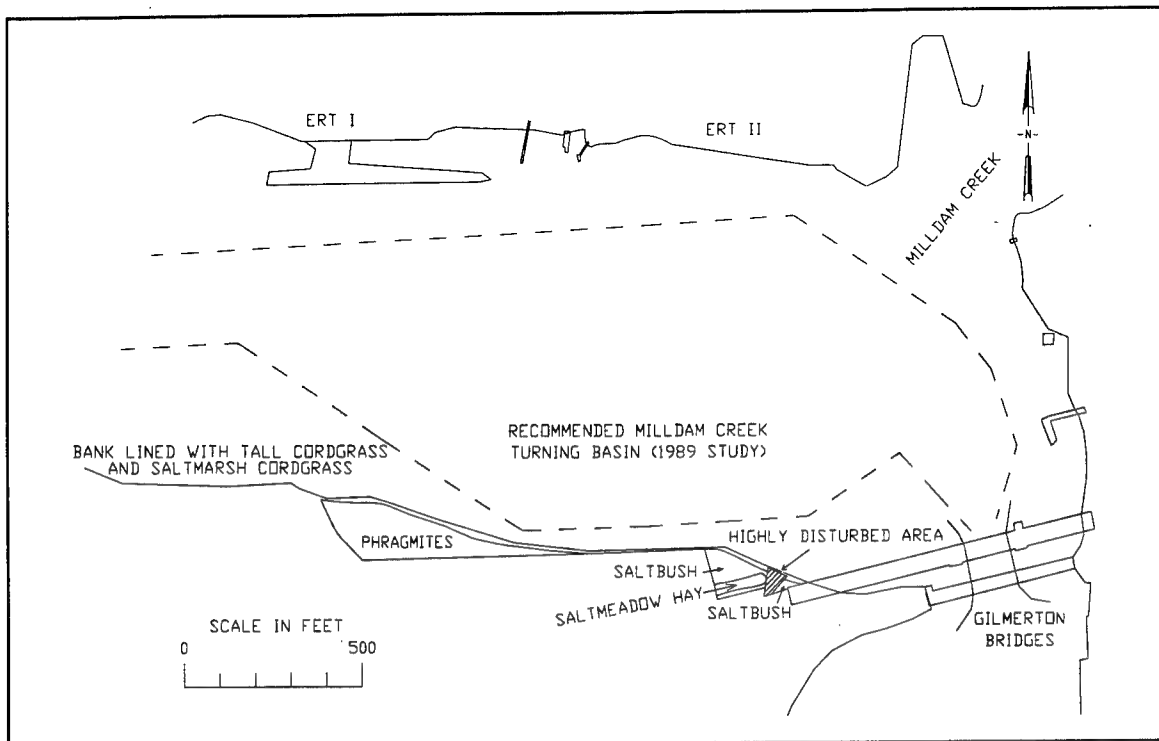 ERT I
ERT II
-N-
MILLDAM CREEK
RECOMMENDED MILLDAM CREEK
TURNING BASIN (1989 STUDY)
BANK LINED WITH TALL CORDGRASS
AND SALTMARSH CORDGRASS
PHRAGMITES
HIGHLY DISTURBED AREA
SALTBUSH
SALTMEADOW HAY
SALTBUSH
GILMERTON
BRIDGES
SCALE IN FEET
0 500